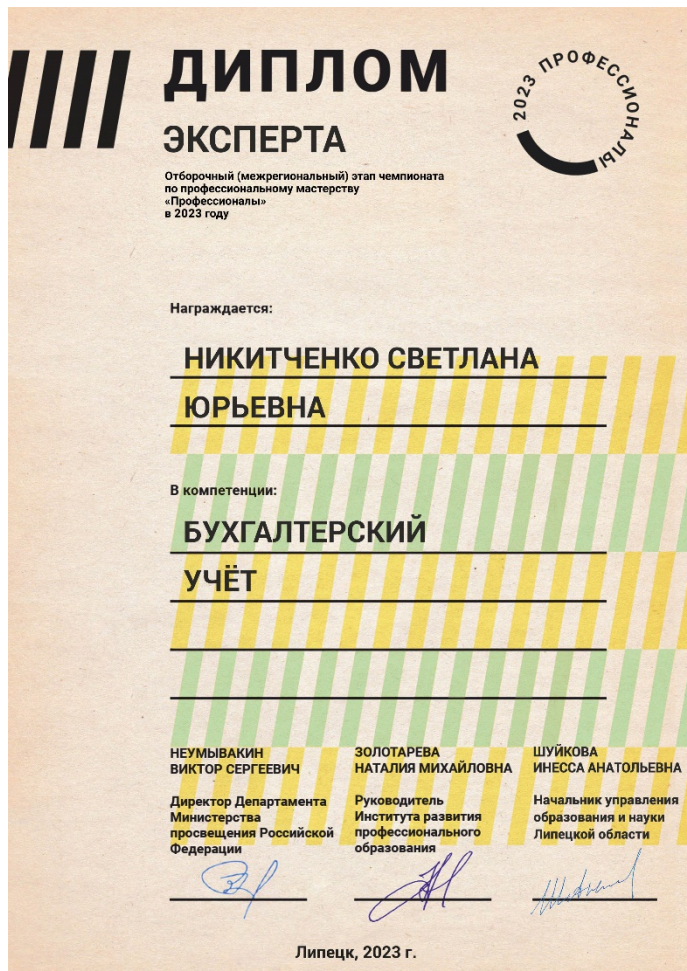 ДИПЛОМ
ЭКСПЕРТА
2023 ПРОФЕССИОНАЛЫ
Отборочный (межрегиональный) этап чемпионата
по профессиональному мастерству
«Профессионалы»
в 2023 году
Награждается:
НИКИТЧЕНКО СВЕТЛАНА
ЮРЬЕВНА
В компетенции:
БУХГАЛТЕРСКИЙ
УЧЁТ
НЕУМЫВАКИН
ВИКТОР СЕРГЕЕВИЧ
Директор Департамента
Министерства
просвещения Российской
Федерации
ЗОЛОТАРЕВА
НАТАЛИЯ МИХАЙЛОВНА
Руководитель
Института развития
профессионального
образования
ШУЙКОВА
ИНЕССА АНАТОЛЬЕВНА
Начальник управления
образования и науки
Липецкой области
Липецк, 2023 г.